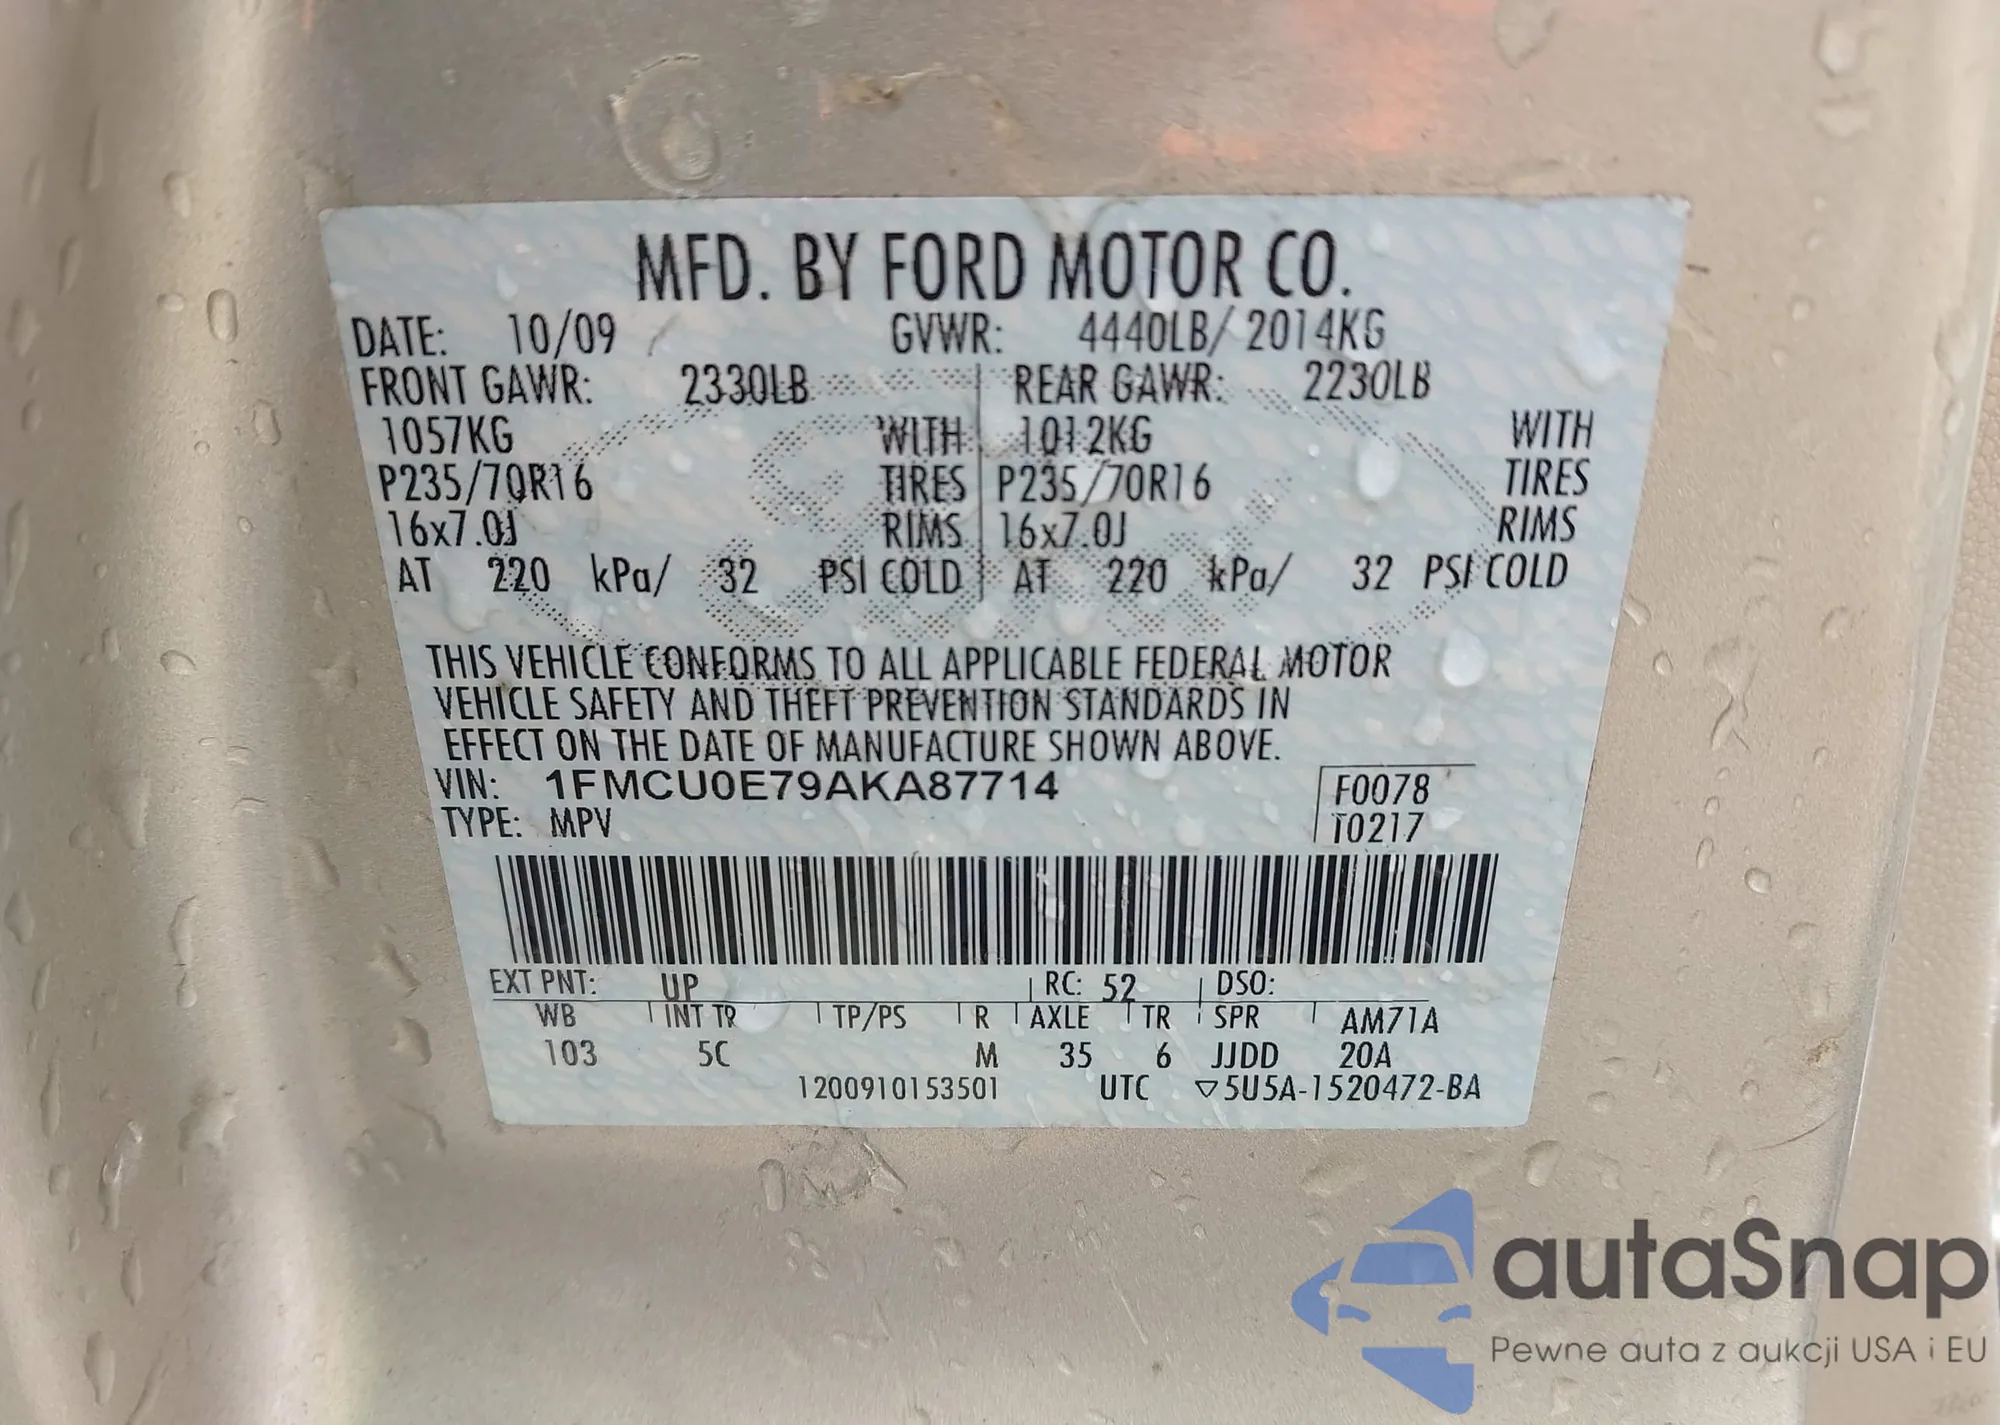 MFD. BY FORD MOTOR CO.
DATE: 10/09 GVWR: 4440LB/ 2014KG
FRONT GAWR: 2330LB REAR GAWR: 2230LB
1057KG WITH 1012KG WITH
P235/70R16 TIRES P235/70R16 TIRES
16x7.0J RIMS 16x7.0J RIMS
AT 220 kPa/ 32 PSI COLD AT 220 kPa/ 32 PSI COLD
THIS VEHICLE CONFORMS TO ALL APPLICABLE FEDERAL MOTOR
VEHICLE SAFETY AND THEFT PREVENTION STANDARDS IN
EFFECT ON THE DATE OF MANUFACTURE SHOWN ABOVE.
VIN: 1FMCU0E79AKA87714 F0078
TYPE: MPV T0217
EXT PNT: UP RC: 52 DSO:
WB INT TR TP/PS R AXLE TR SPR AM71A
103 5C M 35 6 JJDD 20A
1200910153501 UTC ▽5U5A-1520472-BA
autaSnap
Pewne auta z aukcji USA i EU